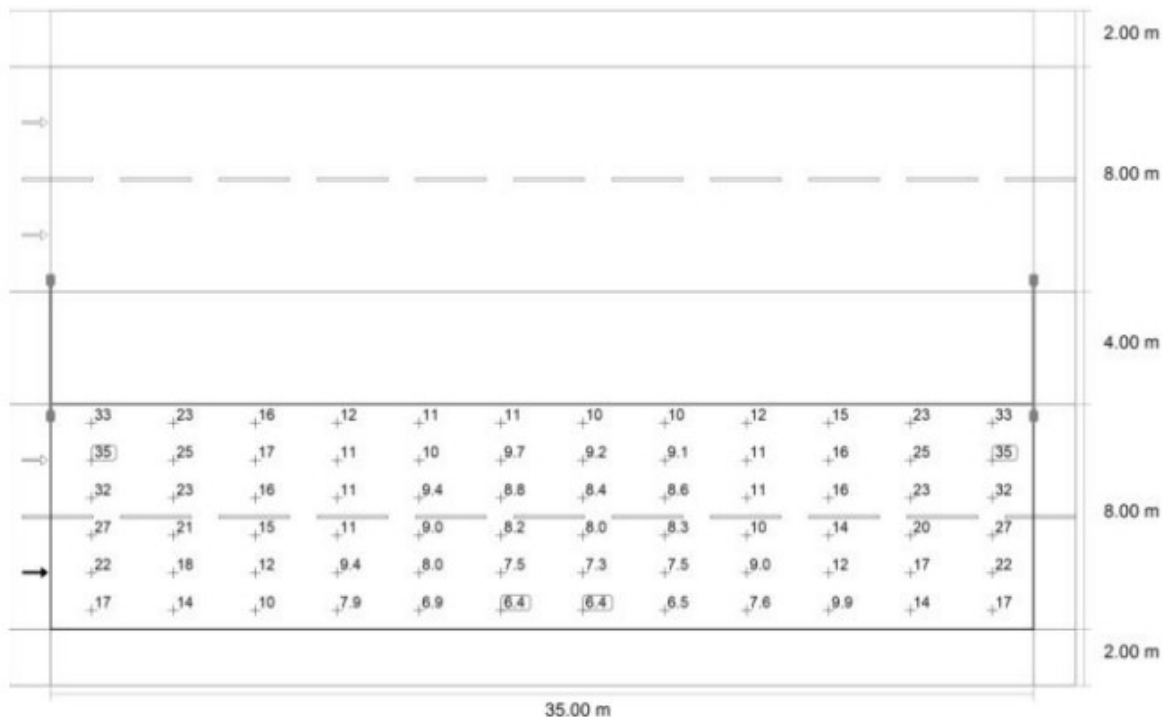 2.00 m
8.00 m
4.00 m
33 23 16 12 11 11 10 10 12 15 23 33
35 25 17 11 10 9.7 9.2 9.1 11 16 25 35
32 23 16 11 9.4 8.8 8.4 8.6 11 16 23 32
8.00 m
27 21 15 11 9.0 8.2 8.0 8.3 10 14 20 27
22 18 12 9.4 8.0 7.5 7.3 7.5 9.0 12 17 22
17 14 10 7.9 6.9 6.4 6.4 6.5 7.6 9.9 14 17
2.00 m
35.00 m